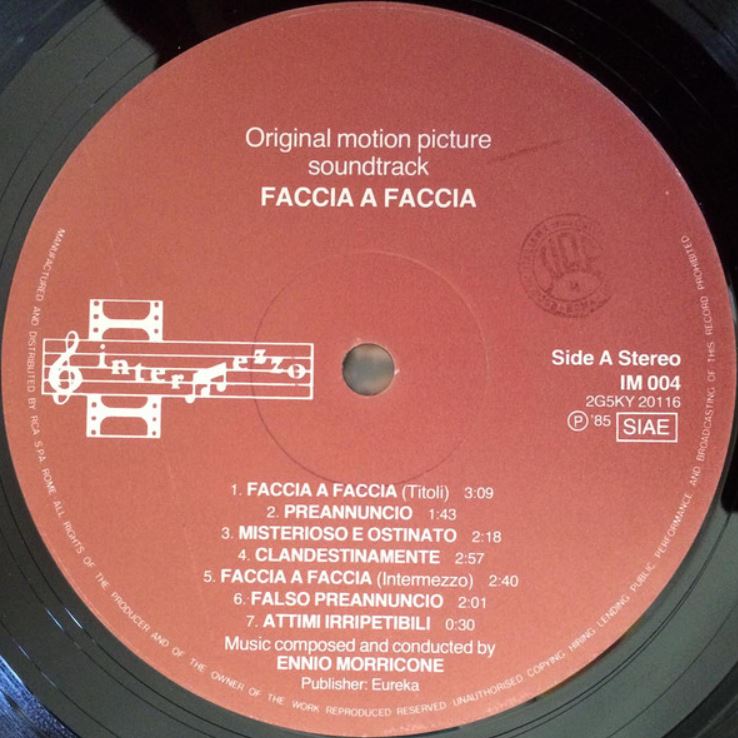 Original motion picture
soundtrack
FACCIA A FACCIA
intermezzo
Side A Stereo
IM 004
2G5KY 20116
Ⓟ '85 SIAE
1. FACCIA A FACCIA (Titoli) 3:09
2. PREANNUNCIO 1:43
3. MISTERIOSO E OSTINATO 2:18
4. CLANDESTINAMENTE 2:57
5. FACCIA A FACCIA (Intermezzo) 2:40
6. FALSO PREANNUNCIO 2:01
7. ATTIMI IRRIPETIBILI 0:30
Music composed and conducted by
ENNIO MORRICONE
Publisher: Eureka
MANUFACTURED AND DISTRIBUTED BY RCA S.P.A. ROME ALL RIGHTS OF THE PRODUCER AND OF THE OWNER OF THE WORK REPRODUCED RESERVED UNAUTHORISED COPYING HIRING LENDING PUBLIC PERFORMANCE AND BROADCASTING OF THIS RECORD PROHIBITED